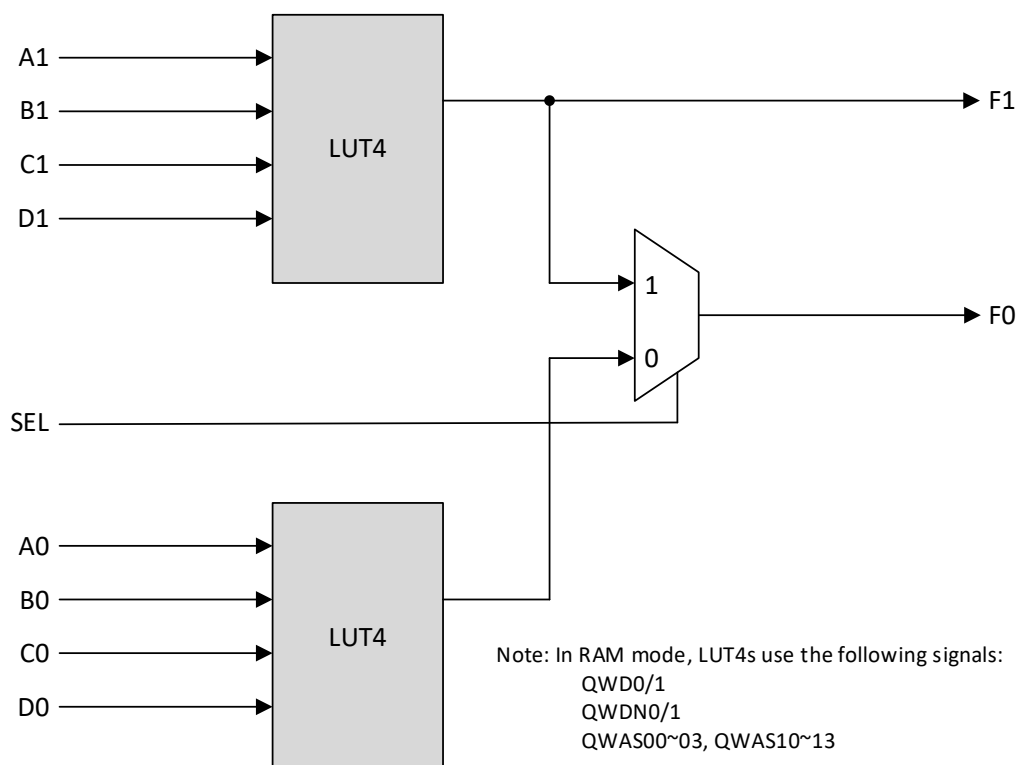 A1
B1
C1
D1
LUT4
F1
1
0
F0
SEL
A0
B0
C0
D0
LUT4
Note: In RAM mode, LUT4s use the following signals:
QWD0/1
QWDN0/1
QWAS00~03, QWAS10~13